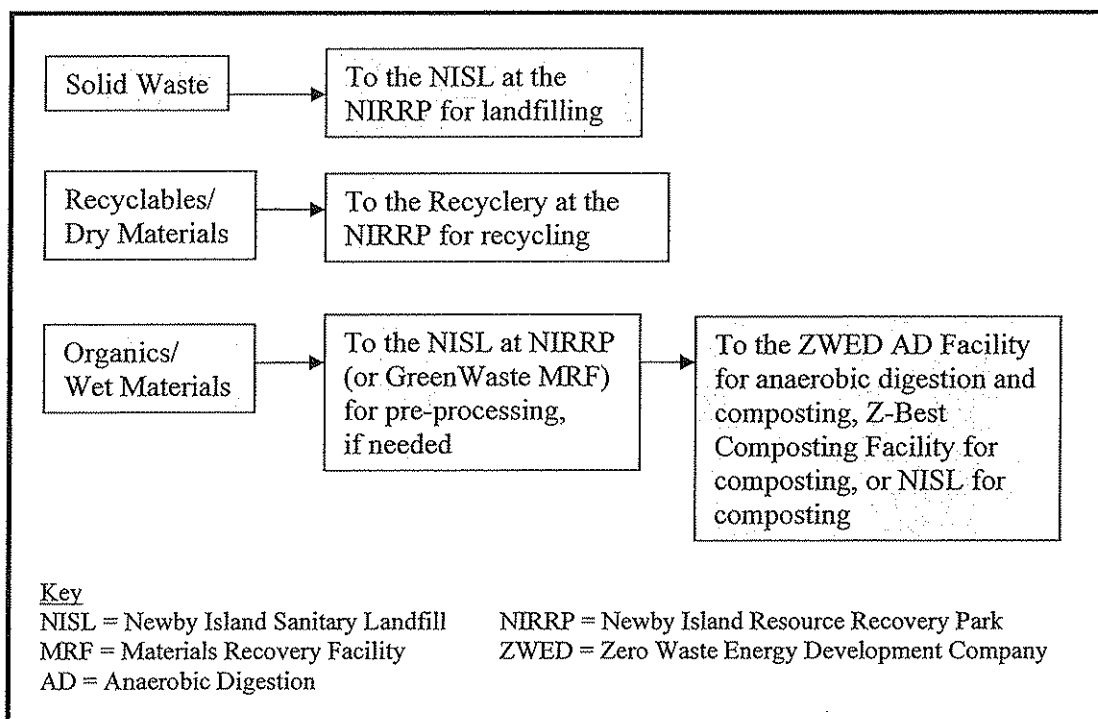 Solid Waste
To the NISL at the
NIRRP for landfilling
Recyclables/
Dry Materials
To the Recyclery at the
NIRRP for recycling
Organics/
Wet Materials
To the NISL at NIRRP
(or GreenWaste MRF)
for pre-processing,
if needed
To the ZWED AD Facility
for anaerobic digestion and
composting, Z-Best
Composting Facility for
composting, or NISL for
composting
Key
NISL = Newby Island Sanitary Landfill
NIRRP = Newby Island Resource Recovery Park
MRF = Materials Recovery Facility
ZWED = Zero Waste Energy Development Company
AD = Anaerobic Digestion